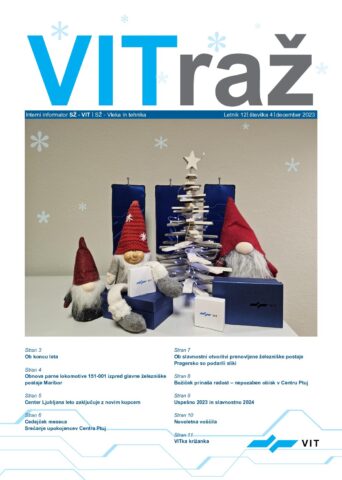 VITraž
Interni informator SŽ - VIT | SŽ - Vleka in tehnika
Letnik 12 | številka 4 | december 2023
Stran 3
Ob koncu leta
Stran 4
Obnova parne lokomotive 151-001 izpred glavne železniške
postaje Maribor
Stran 5
Center Ljubljana leto zaključuje z novim kupcem
Stran 6
Cedejček meseca
Srečanje upokojencev Centra Ptuj
Stran 7
Ob slavnostni otvoritvi prenovljene železniške postaje
Pragersko so podarili sliki
Stran 8
Božiček prinaša radost – nepozaben obisk v Centru Ptuj
Stran 9
Uspešno 2023 in slavnostno 2024
Stran 10
Novoletna voščila
Stran 11
VITka križanka
VIT